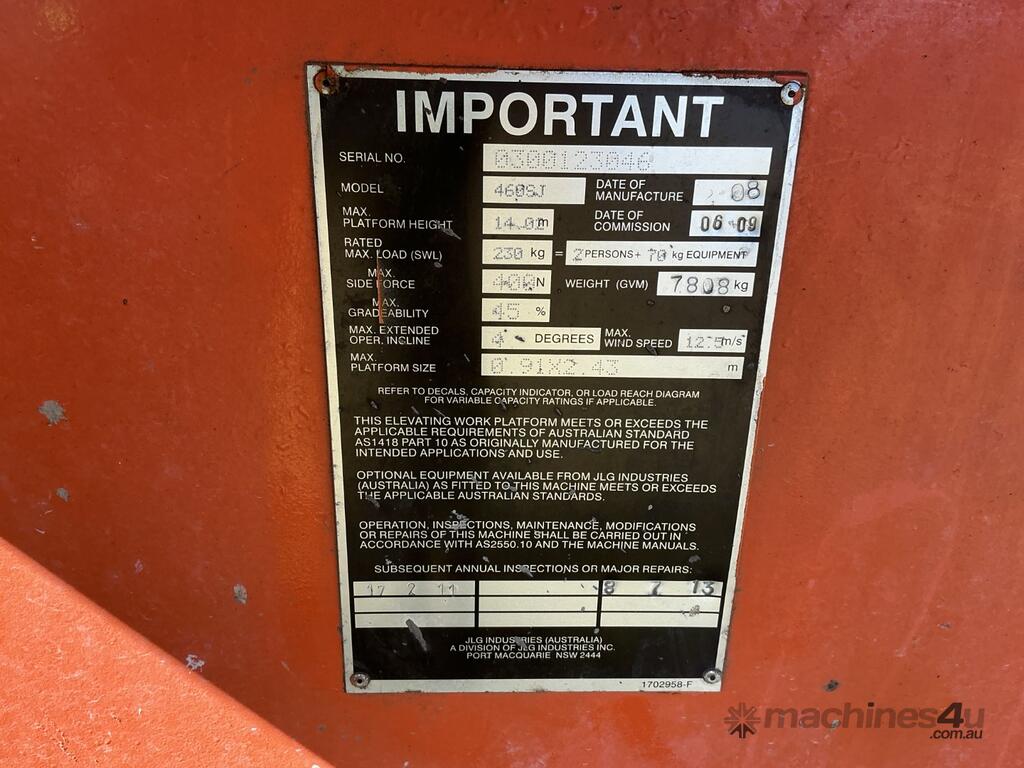 IMPORTANT
SERIAL NO. 0300123046
MODEL 460SJ DATE OF MANUFACTURE 08
MAX. PLATFORM HEIGHT 14.02 m DATE OF COMMISSION 06 09
RATED MAX. LOAD (SWL) 230 kg = 2 PERSONS+ 70 kg EQUIPMENT
MAX. SIDE FORCE 400 N WEIGHT (GVM) 7808 kg
MAX. GRADEABILITY 45 %
MAX. EXTENDED OPER. INCLINE 4 DEGREES MAX. WIND SPEED 12.5 m/s
MAX. PLATFORM SIZE 0.91X2.43 m
REFER TO DECALS, CAPACITY INDICATOR, OR LOAD REACH DIAGRAM
FOR VARIABLE CAPACITY RATINGS IF APPLICABLE.
THIS ELEVATING WORK PLATFORM MEETS OR EXCEEDS THE
APPLICABLE REQUIREMENTS OF AUSTRALIAN STANDARD
AS1418 PART 10 AS ORIGINALLY MANUFACTURED FOR THE
INTENDED APPLICATIONS AND USE.
OPTIONAL EQUIPMENT AVAILABLE FROM JLG INDUSTRIES
(AUSTRALIA) AS FITTED TO THIS MACHINE MEETS OR EXCEEDS
THE APPLICABLE AUSTRALIAN STANDARDS.
OPERATION, INSPECTIONS, MAINTENANCE, MODIFICATIONS
OR REPAIRS OF THIS MACHINE SHALL BE CARRIED OUT IN
ACCORDANCE WITH AS2550.10 AND THE MACHINE MANUALS.
SUBSEQUENT ANNUAL INSPECTIONS OR MAJOR REPAIRS:
17 2 11 8 7 13
JLG INDUSTRIES (AUSTRALIA)
A DIVISION OF JLG INDUSTRIES INC.
PORT MACQUARIE NSW 2444
1702958-F
machines4u
.com.au